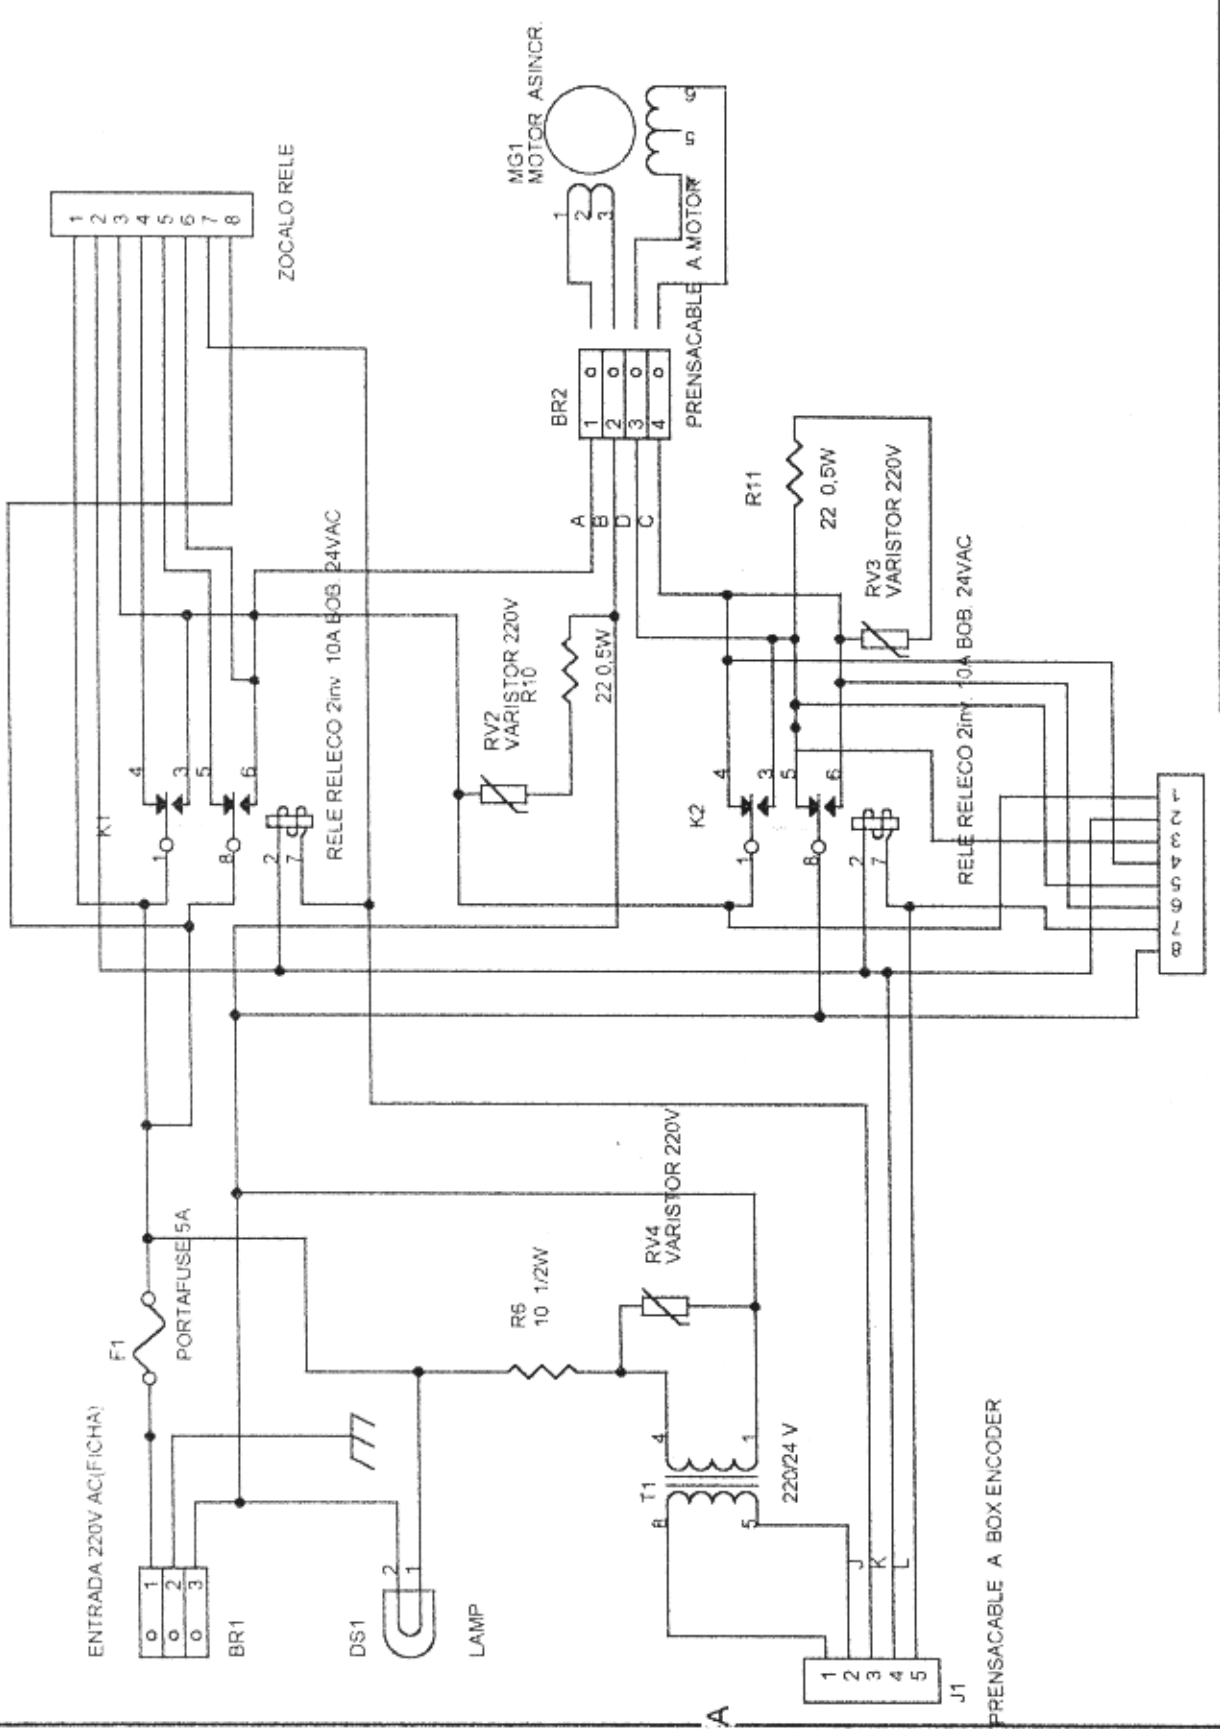 ENTRADA 220V AC(FICHA)
1
2
3
BR1
F1
PORTAFUSE 5A
DS1
2
1
LAMP
R6
10 1/2W
RV4
VARISTOR 220V
T1
4
1
8
5
220/24 V
J
K
L
1
2
3
4
5
J1
PRENSACABLE A BOX ENCODER
A
K1
4
3
5
6
1
8
2
7
RELE RELECO 2inv 10A BOB. 24VAC
1
2
3
4
5
6
7
8
ZOCALO RELE
RV2
VARISTOR 220V
R10
22 0,5W
A
B
D
C
BR2
1
2
3
4
PRENSACABLE A MOTOR
MG1
MOTOR ASINCR.
1
2
3
5
6
R11
22 0,5W
RV3
VARISTOR 220V
K2
4
3
5
6
1
8
2
7
RELE RELECO 2inv. 10A BOB. 24VAC
1
2
3
4
5
6
7
8